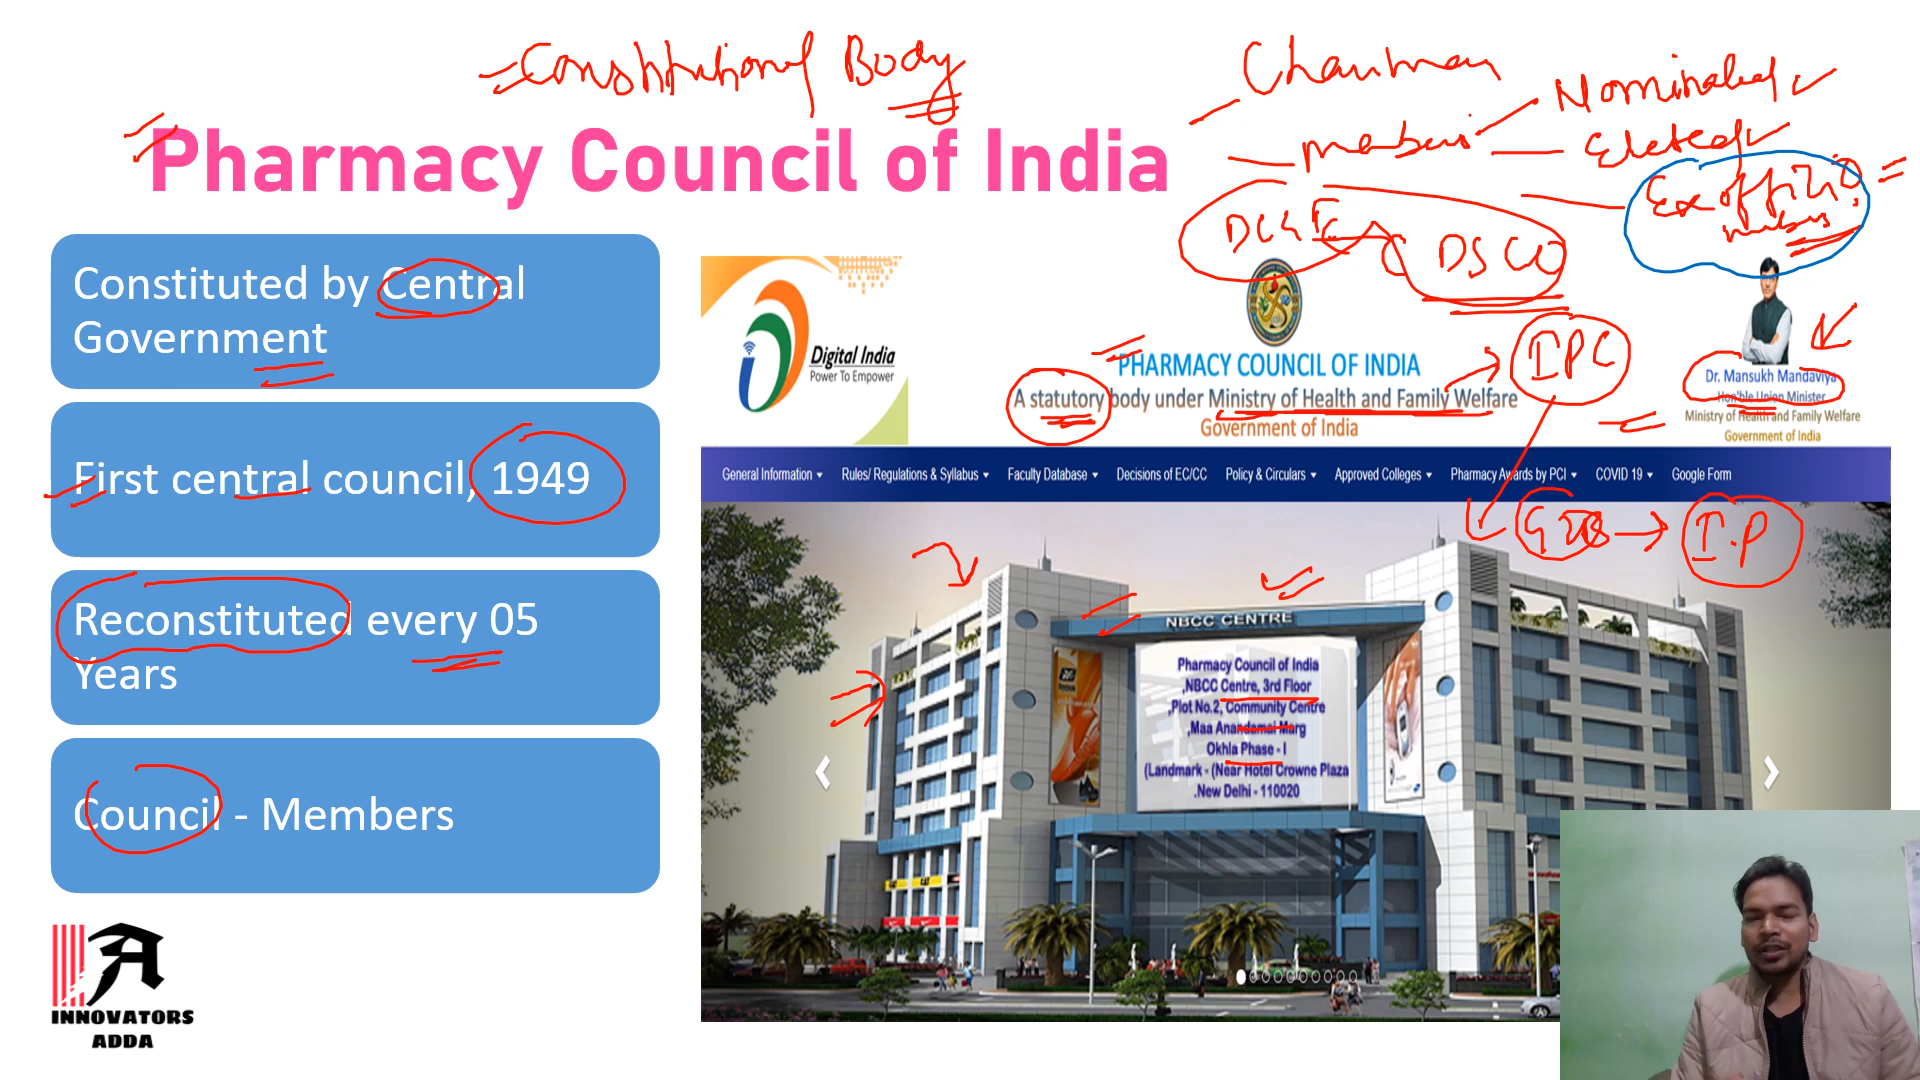 Constitutional Body
Chairman
Nominated
Pharmacy Council of India
Elected
Ex officio
DSCO
Constituted by Central
Government
Digital India
Power To Empower
PHARMACY COUNCIL OF INDIA
IPC
A statutory body under Ministry of Health and Family Welfare
Government of India
Dr. Mansukh Mandaviya
Hon'ble Union Minister
Ministry of Health and Family Welfare
Government of India
First central council, 1949
General Information Rules/ Regulations & Syllabus Faculty Database Decisions of EC/CC Policy & Circulars Approved Colleges Pharmacy Awards by PCI COVID 19 Google Form
I.P
Reconstituted every 05
Years
NBCC CENTRE
Pharmacy Council of India
,NBCC Centre, 3rd Floor
,Plot No.2, Community Centre
,Maa Anandamai Marg
Okhla Phase - I
(Landmark - (Near Hotel Crowne Plaza
.New Delhi - 110020
Council - Members
CAT
INNOVATORS
ADDA